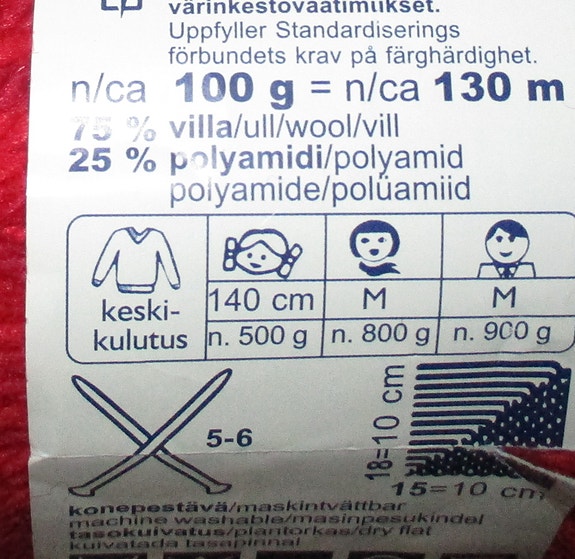 värinkestovaatimukset.
Uppfyller Standardiserings
förbundets krav på färghärdighet.
n/ca 100 g = n/ca 130 m
75 % villa/ull/wool/vill
25 % polyamidi/polyamid
polyamide/polüamiid
keski-
kulutus
140 cm M M
n. 500 g n. 800 g n. 900 g
5-6
18=10 cm
15=10 cm
konepestävä/maskintvättbar
machine washable/masinpesukindel
tasokuivatus/plantorkas/dry flat
kuivatada tasapinnal